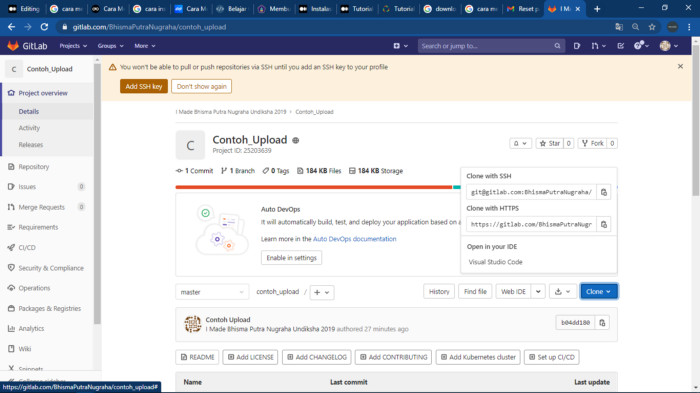 Editing
cara me
Cara M
cara ins
Cara M
Belajar
Membu
Instalas
Tutorial
Tutoria
downlo
cara me
Reset p
I Ma
gitlab.com/BhismaPutraNugraha/contoh_upload
GitLab Projects Groups More Search or jump to...
C Contoh_Upload
Project overview
Details
Activity
Releases
Repository
Issues 0
Merge Requests 0
Requirements
CI/CD
Security & Compliance
Operations
Packages & Registries
Analytics
Wiki
Snippets
https://gitlab.com/BhismaPutraNugraha/contoh_upload#
You won't be able to pull or push repositories via SSH until you add an SSH key to your profile
Add SSH key Don't show again
I Made Bhisma Putra Nugraha Undiksha 2019 > Contoh_Upload
C
Contoh_Upload
Project ID: 25203639
Star 0 Fork 0
1 Commit 1 Branch 0 Tags 184 KB Files 184 KB Storage
Auto DevOps
It will automatically build, test, and deploy your application based on a
Learn more in the Auto DevOps documentation
Enable in settings
Clone with SSH
git@gitlab.com:BhismaPutraNugraha/
Clone with HTTPS
https://gitlab.com/BhismaPutraNugr
Open in your IDE
Visual Studio Code
master contoh_upload / + History Find file Web IDE Clone
Contoh Upload
I Made Bhisma Putra Nugraha Undiksha 2019 authored 27 minutes ago
b04dd180
README Add LICENSE Add CHANGELOG Add CONTRIBUTING Add Kubernetes cluster Set up CI/CD
Name Last commit Last update